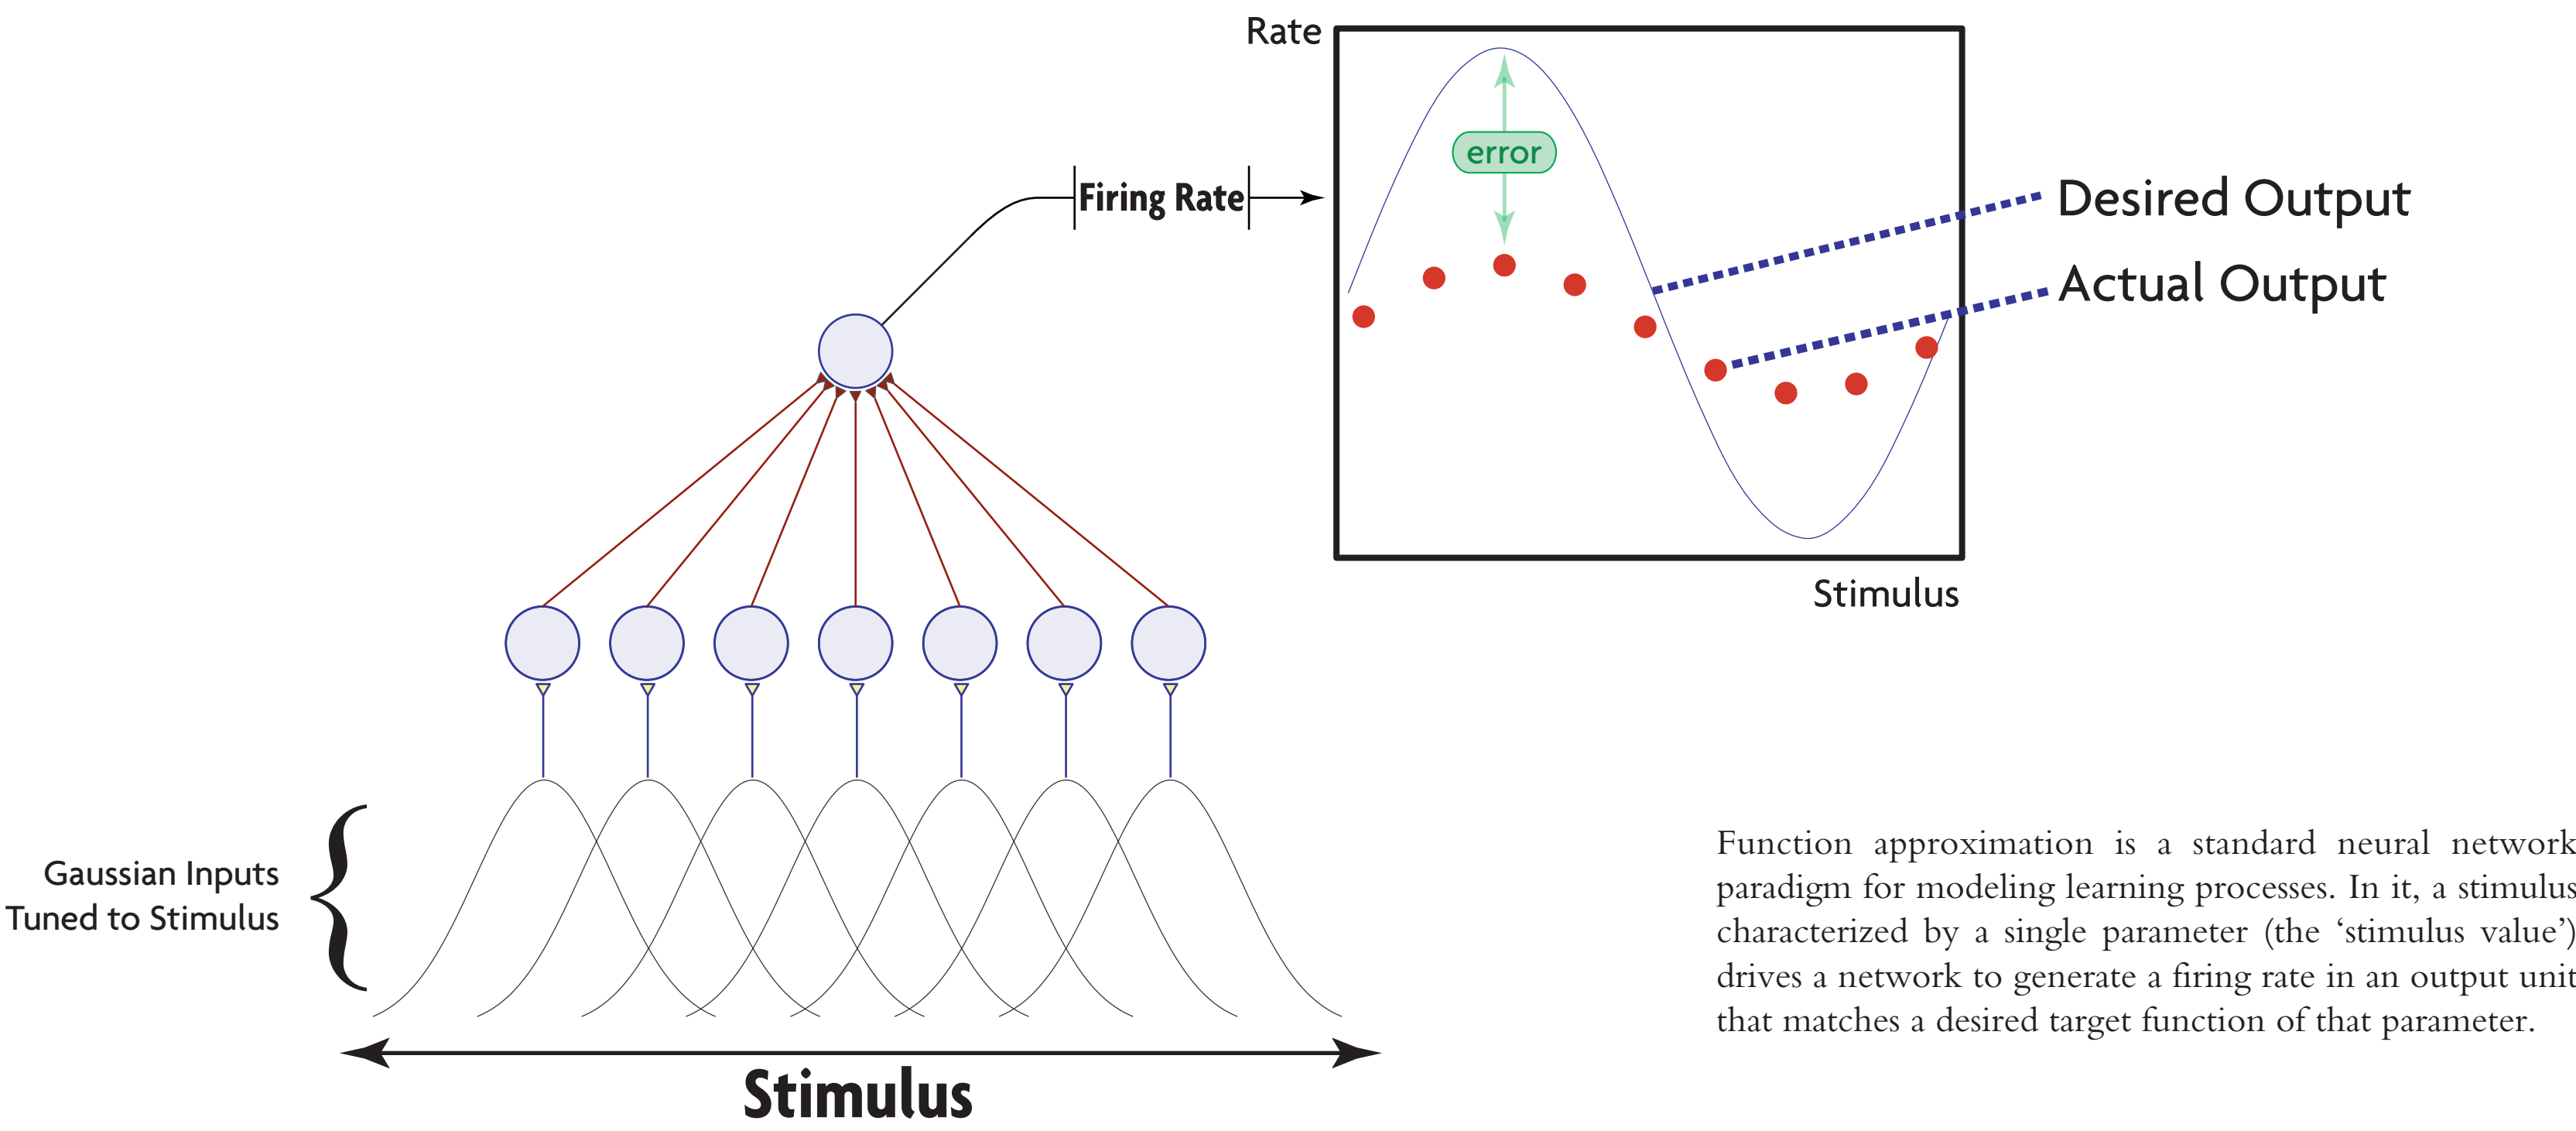 Rate
error
Firing Rate
Desired Output
Actual Output
Stimulus
Gaussian Inputs
Tuned to Stimulus
Stimulus
Function approximation is a standard neural network
paradigm for modeling learning processes. In it, a stimulus
characterized by a single parameter (the ‘stimulus value’)
drives a network to generate a firing rate in an output unit
that matches a desired target function of that parameter.